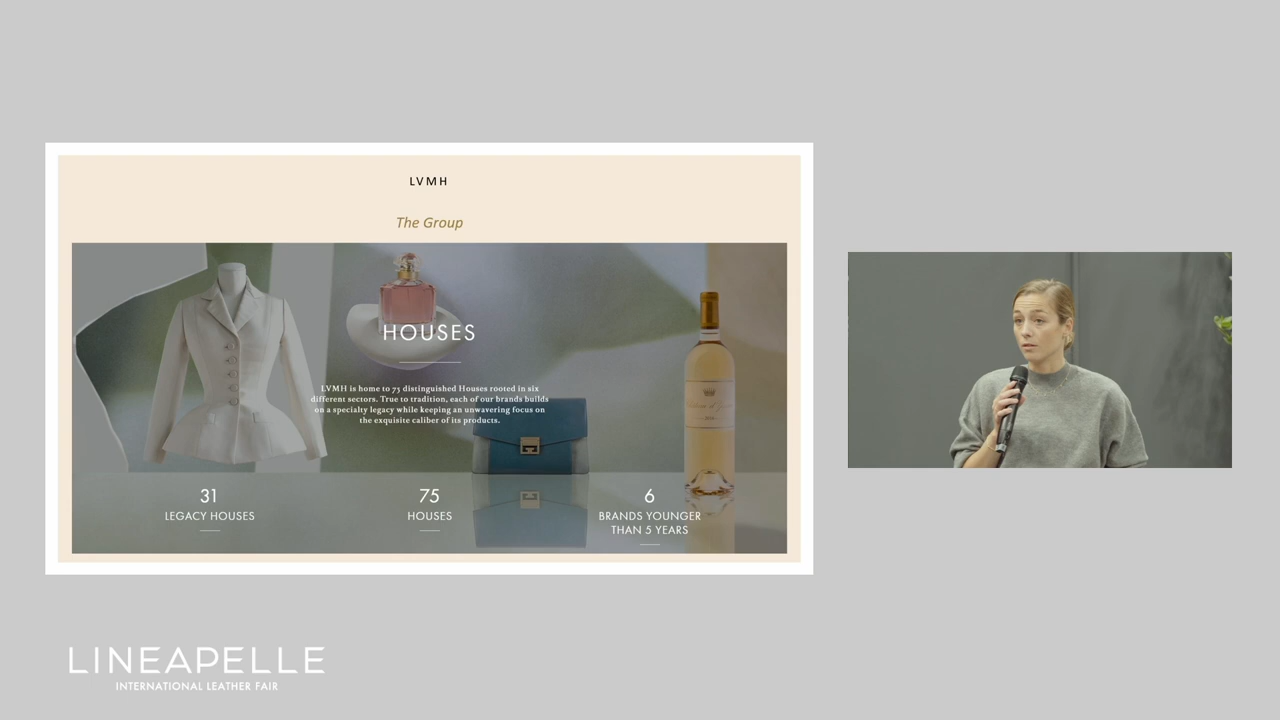 LVMH
The Group
HOUSES
LVMH is home to 75 distinguished Houses rooted in six
different sectors. True to tradition, each of our brands builds
on a specialty legacy while keeping an unwavering focus on
the exquisite caliber of its products.
31
LEGACY HOUSES
75
HOUSES
6
BRANDS YOUNGER
THAN 5 YEARS
LINEAPELLE
INTERNATIONAL LEATHER FAIR